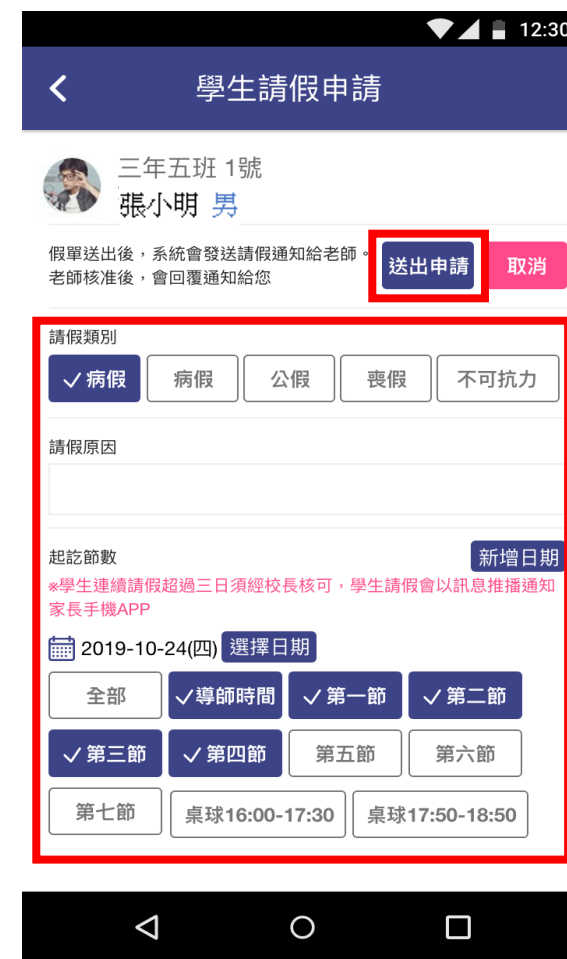 12:30
學生請假申請
三年五班 1號
張小明 男
假單送出後，系統會發送請假通知給老師。
老師核准後，會回覆通知給您
送出申請 取消
請假類別
✓病假 病假 公假 喪假 不可抗力
請假原因
起訖節數 新增日期
※學生連續請假超過三日須經校長核可，學生請假會以訊息推播通知
家長手機APP
2019-10-24(四) 選擇日期
全部 ✓導師時間 ✓第一節 ✓第二節
✓第三節 ✓第四節 第五節 第六節
第七節 桌球16:00-17:30 桌球17:50-18:50